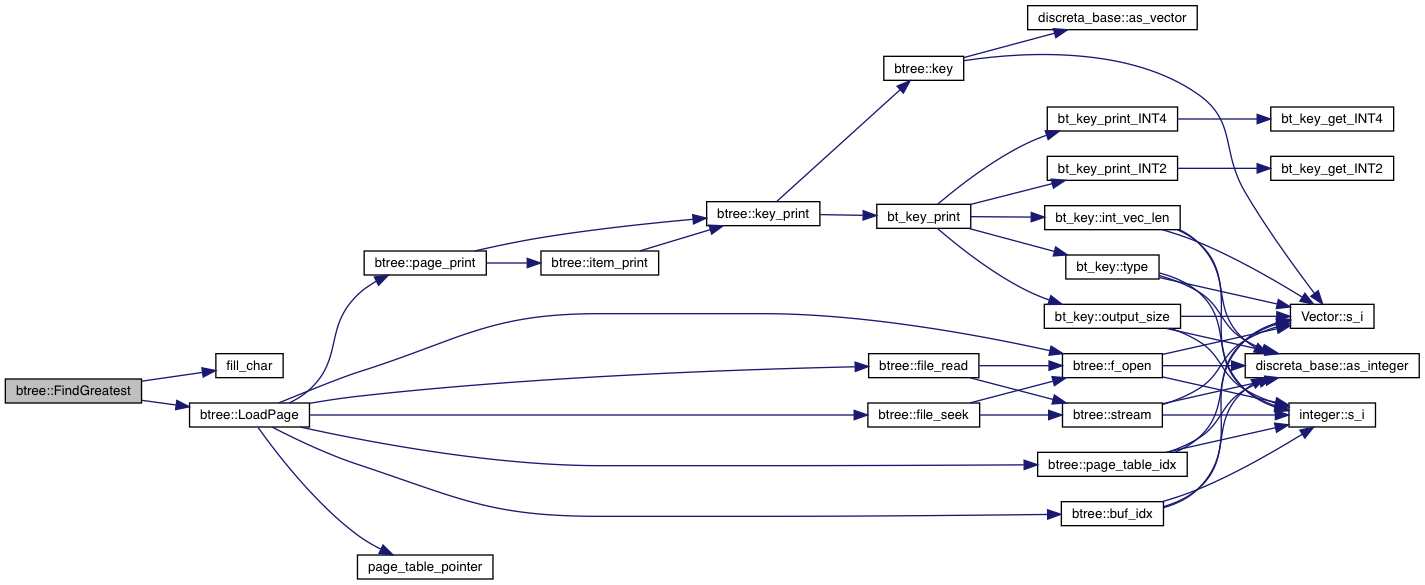 btree::FindGreatest
fill_char
btree::LoadPage
btree::page_print
page_table_pointer
btree::item_print
btree::key_print
btree::key
bt_key_print
btree::file_read
btree::file_seek
discreta_base::as_vector
bt_key_print_INT4
bt_key_print_INT2
bt_key::int_vec_len
bt_key::type
bt_key::output_size
btree::f_open
btree::stream
btree::page_table_idx
btree::buf_idx
bt_key_get_INT4
bt_key_get_INT2
Vector::s_i
discreta_base::as_integer
integer::s_i